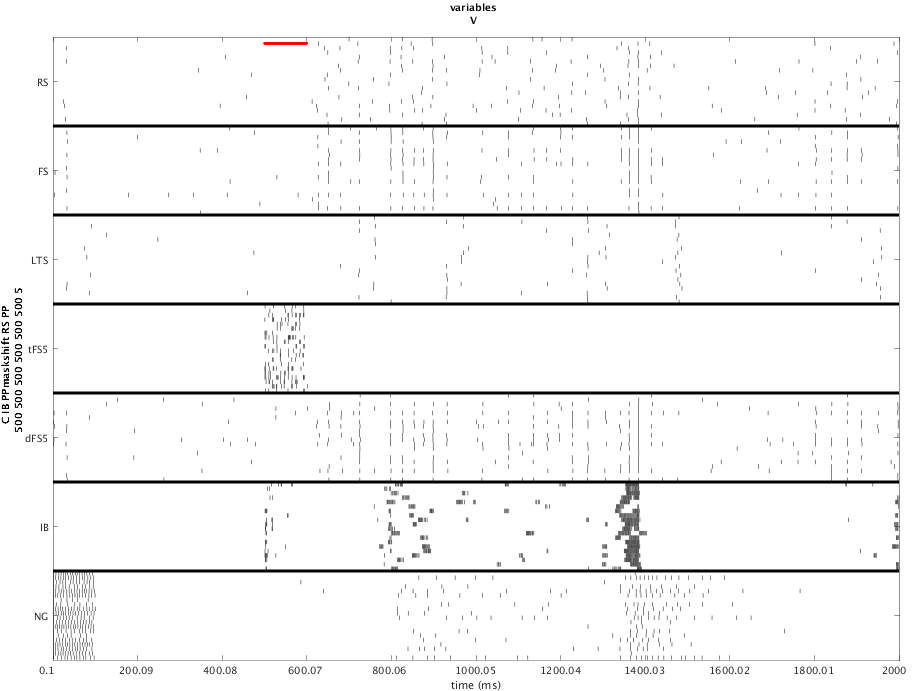 variables
V
RS
FS
LTS
tFS5
dFS5
IB
NG
C IB PPmaskshift RS PP
500 500 500 500 500 500 5
0.1 200.09 400.08 600.07 800.06 1000.05 1200.04 1400.03 1600.02 1800.01 2000
time (ms)